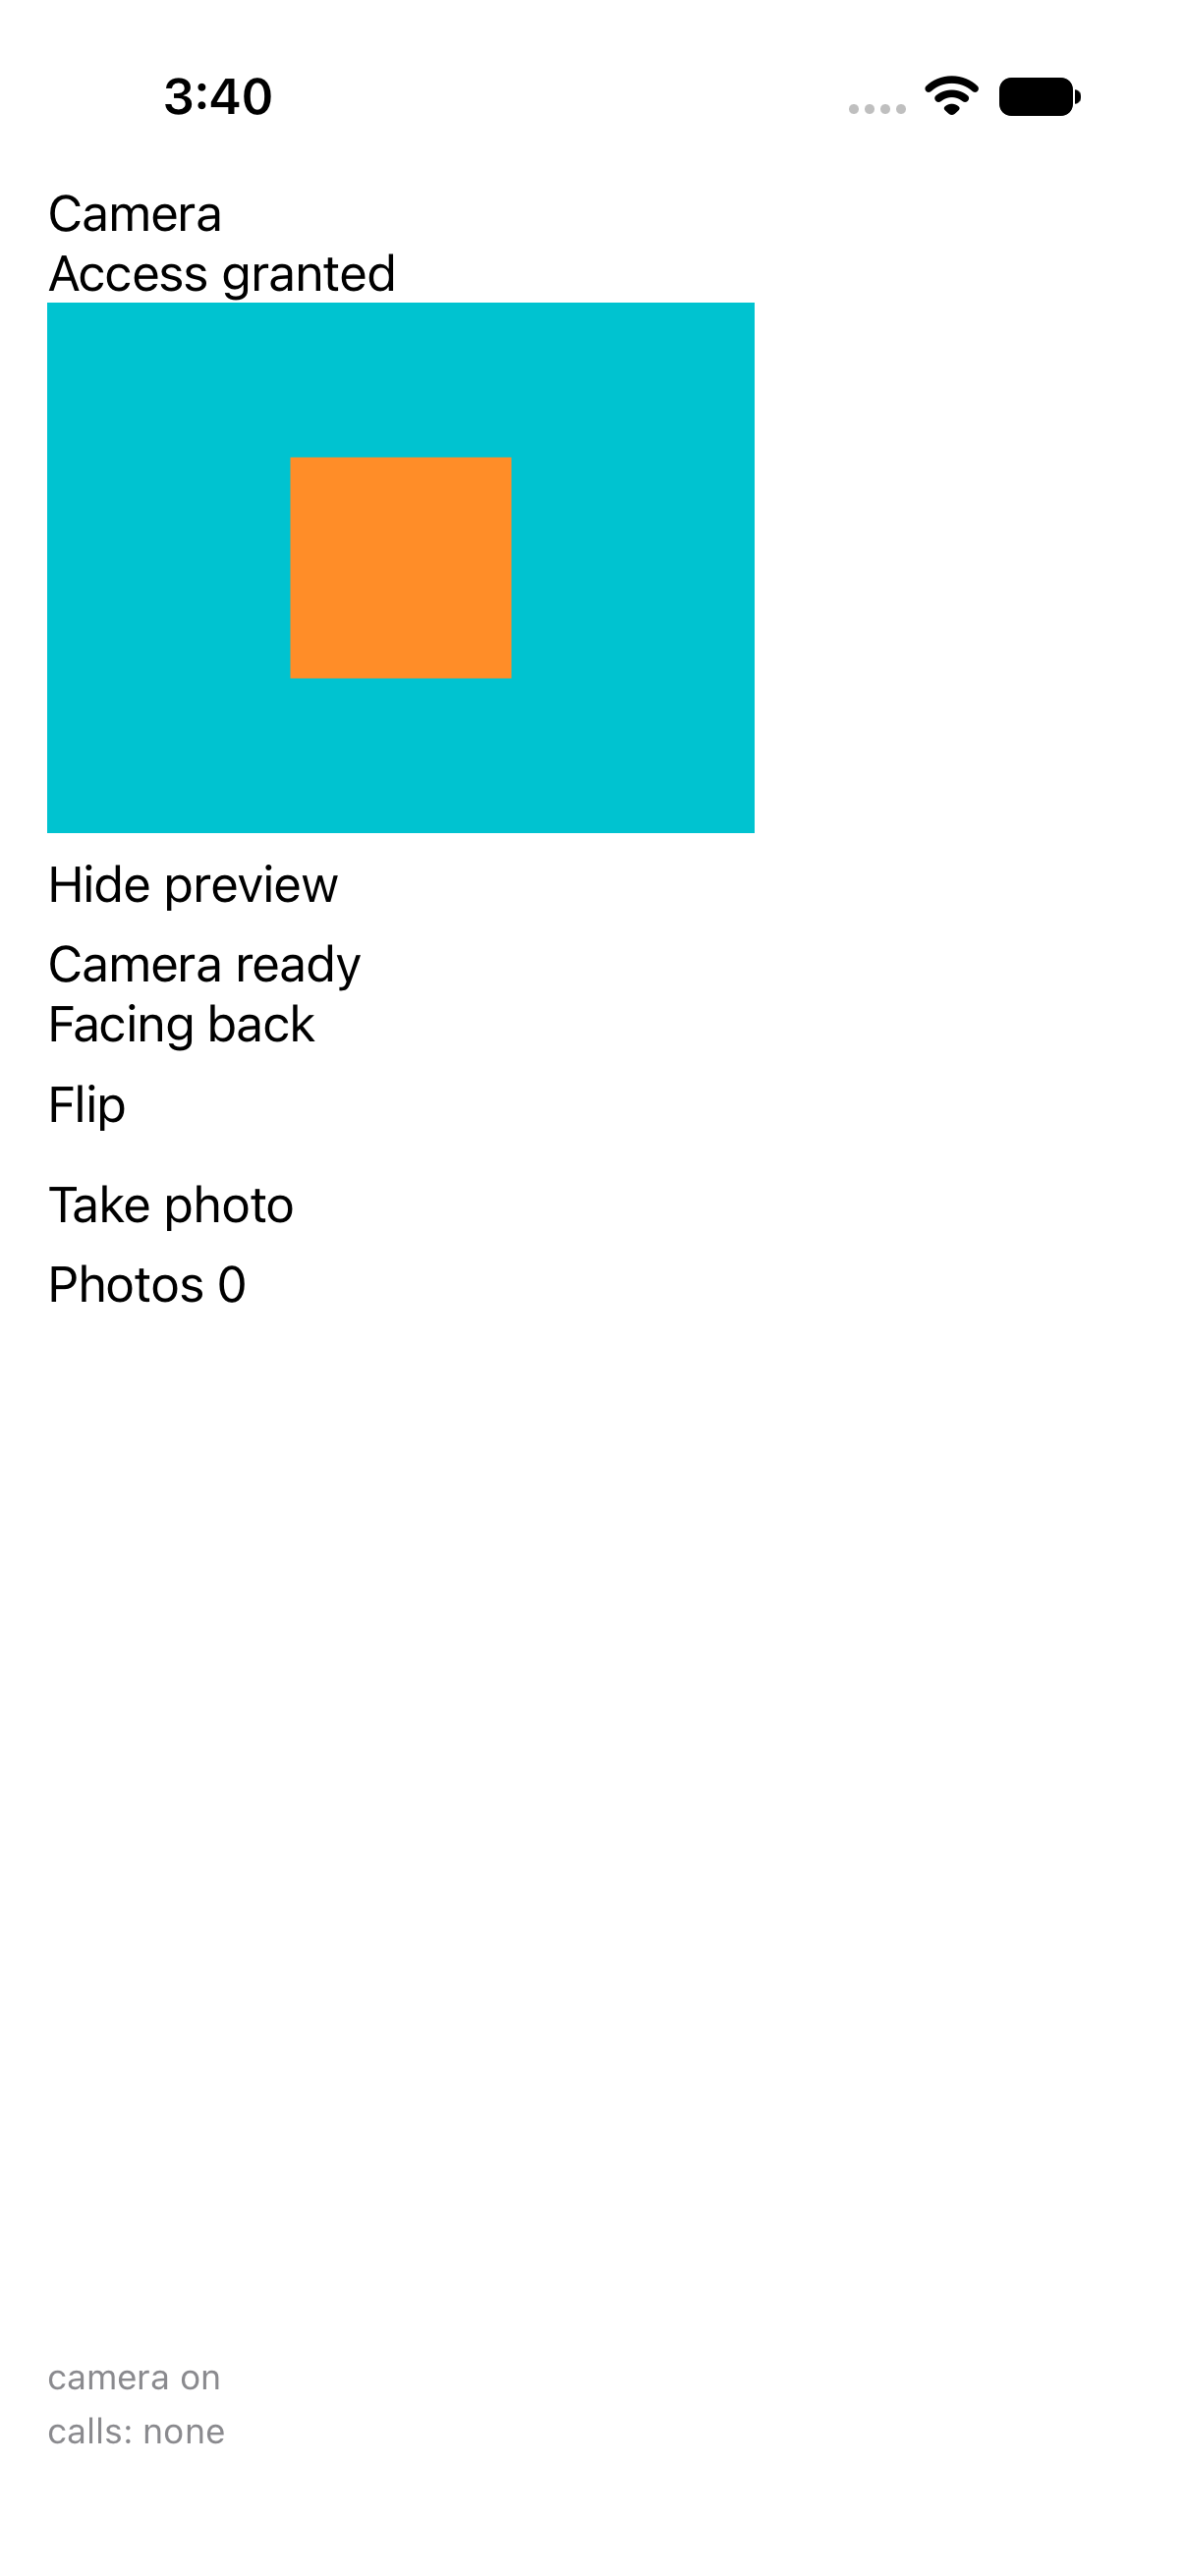 3:40
Camera
Access granted
Hide preview
Camera ready
Facing back
Flip
Take photo
Photos 0
camera on
calls: none